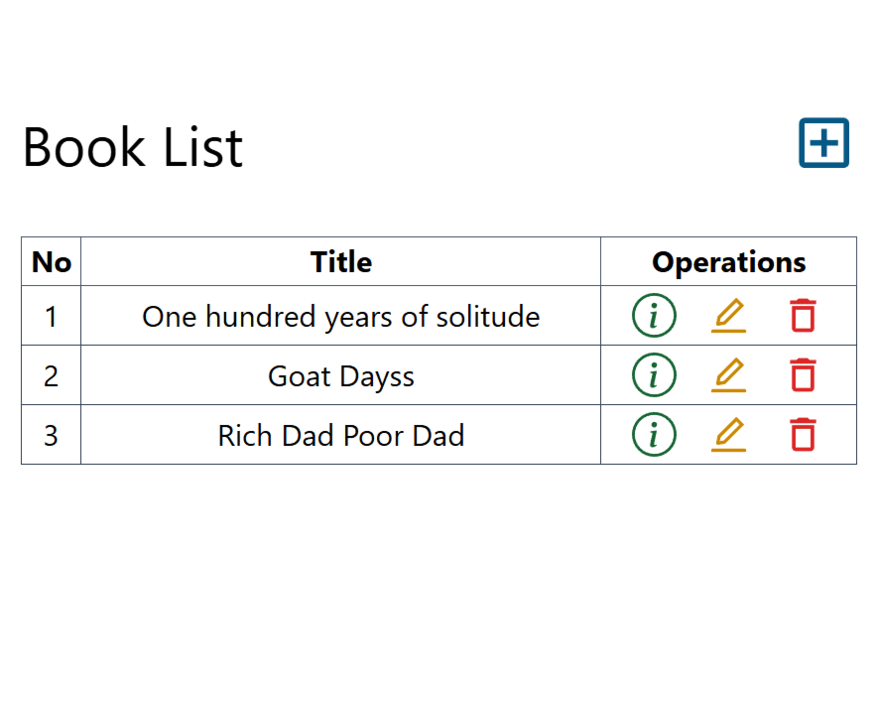 Book List
No Title Operations
1 One hundred years of solitude
2 Goat Dayss
3 Rich Dad Poor Dad